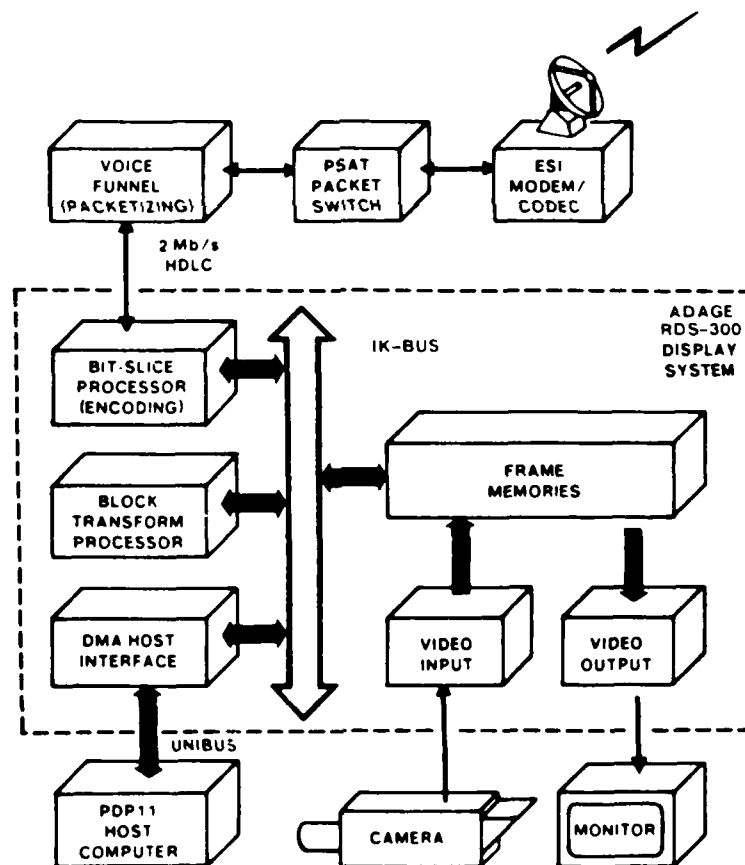 VOICE
FUNNEL
(PACKETIZING)
PSAT
PACKET
SWITCH
ESI
MODEM/
CODEC
2 Mb/s
HDLC
ADAGE
RDS-300
DISPLAY
SYSTEM
IK-BUS
BIT-SLICE
PROCESSOR
(ENCODING)
FRAME
MEMORIES
BLOCK
TRANSFORM
PROCESSOR
DMA HOST
INTERFACE
VIDEO
INPUT
VIDEO
OUTPUT
UNIBUS
PDP11
HOST
COMPUTER
CAMERA
MONITOR